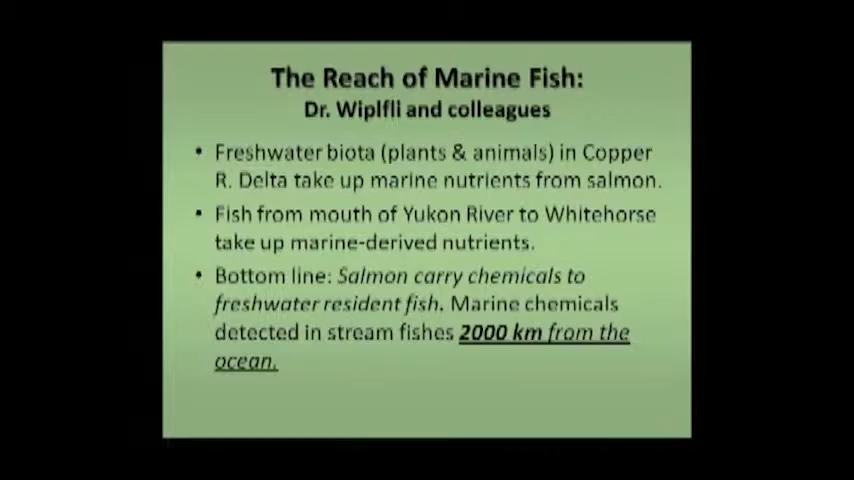 The Reach of Marine Fish:
Dr. Wiplfli and colleagues
• Freshwater biota (plants & animals) in Copper
R. Delta take up marine nutrients from salmon.
• Fish from mouth of Yukon River to Whitehorse
take up marine-derived nutrients.
• Bottom line: Salmon carry chemicals to
freshwater resident fish. Marine chemicals
detected in stream fishes 2000 km from the
ocean.